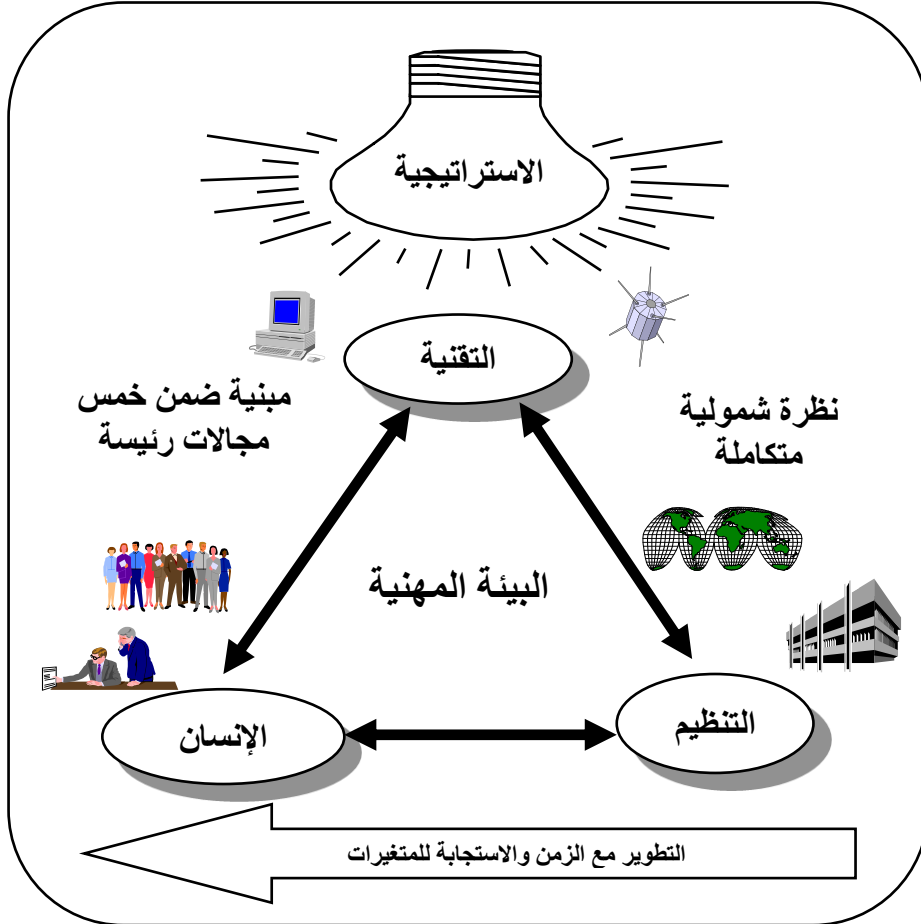 الاستراتيجية
التقنية
نظرة شمولية
متكاملة
مبنية ضمن خمس
مجالات رئيسة
البيئة المهنية
التنظيم
الإنسان
التطوير مع الزمن والاستجابة للمتغيرات